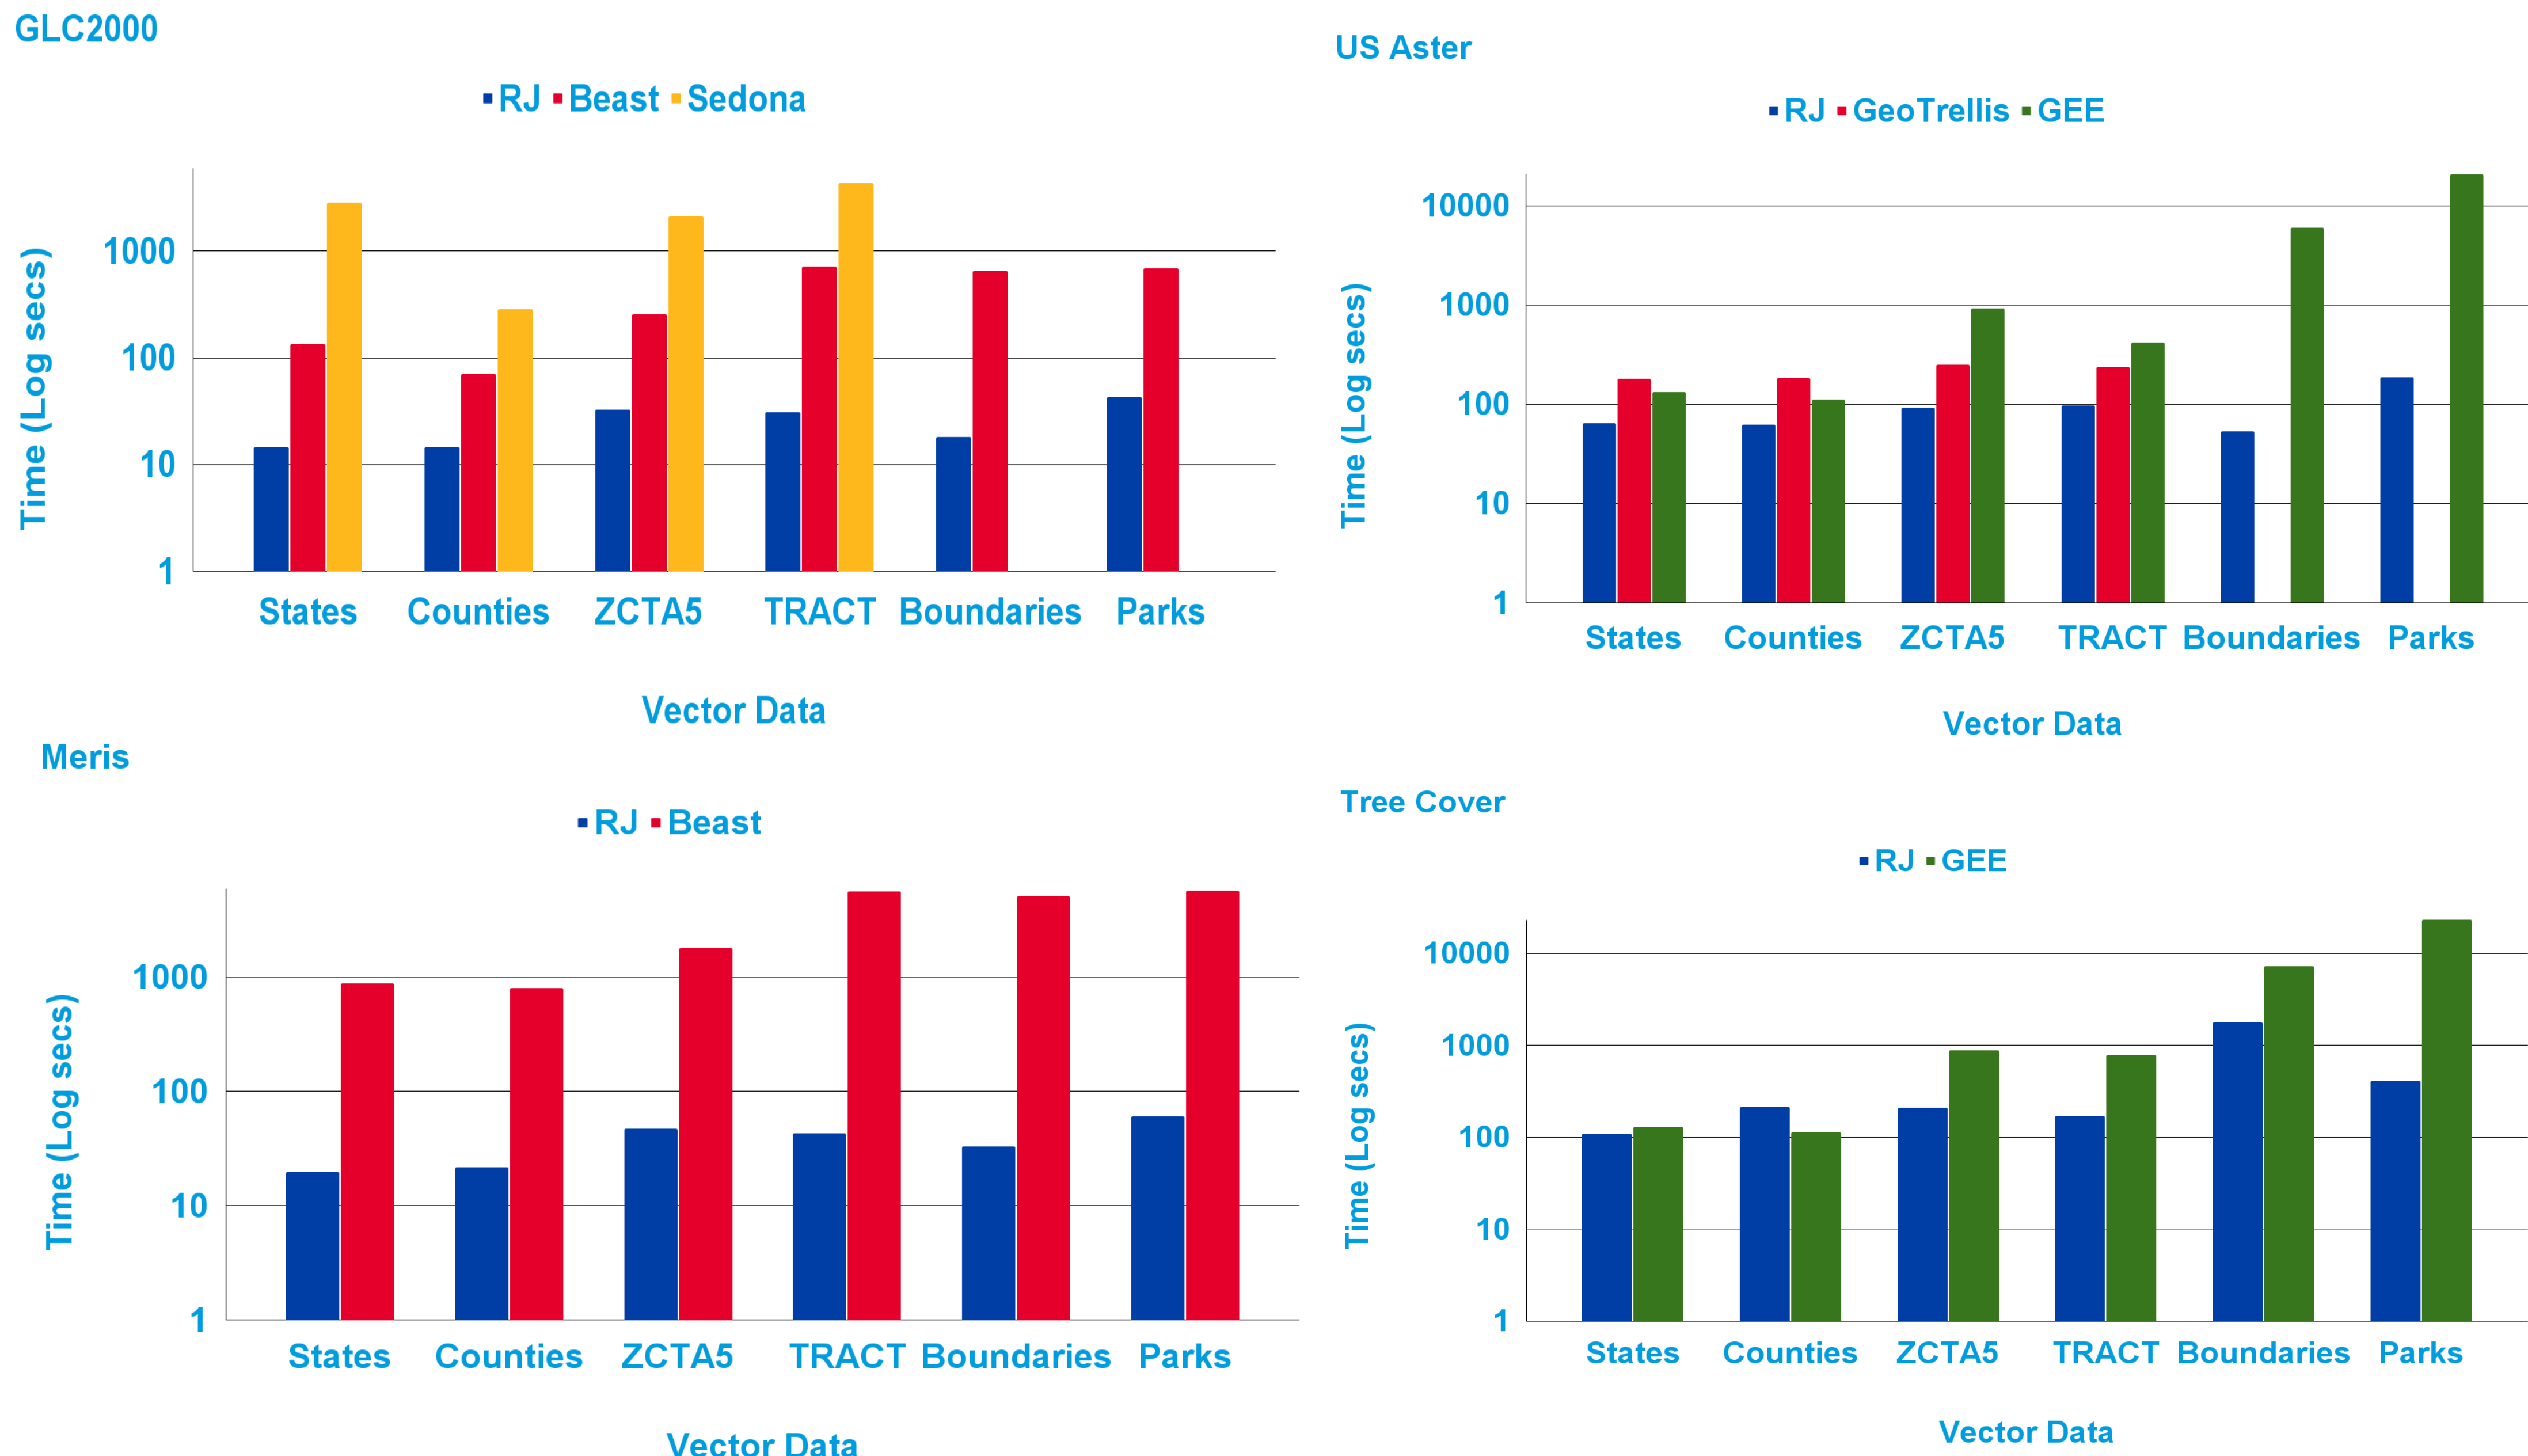 GLC2000
RJ Beast Sedona
Time (Log secs)
1000
100
10
1
States Counties ZCTA5 TRACT Boundaries Parks
Vector Data
US Aster
RJ GeoTrellis GEE
Time (Log secs)
10000
1000
100
10
1
States Counties ZCTA5 TRACT Boundaries Parks
Vector Data
Meris
RJ Beast
Time (Log secs)
1000
100
10
1
States Counties ZCTA5 TRACT Boundaries Parks
Vector Data
Tree Cover
RJ GEE
Time (Log secs)
10000
1000
100
10
1
States Counties ZCTA5 TRACT Boundaries Parks
Vector Data